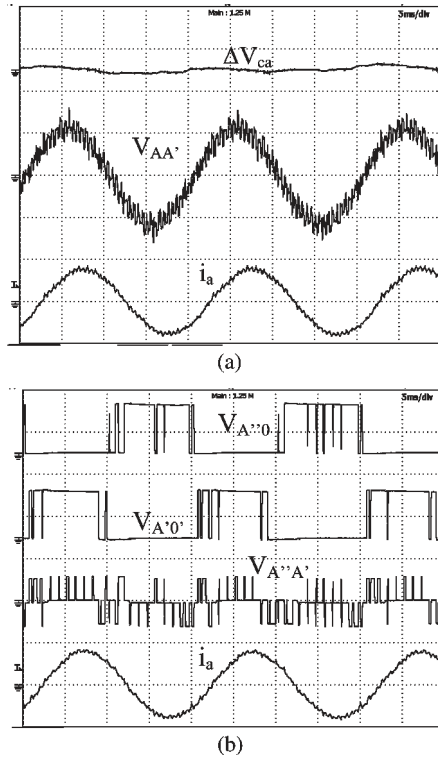 Main : 1.25 M
5ms/div
ΔV_ca
V_AA'
i_a
(a)
Main : 1.25 M
5ms/div
V_A''0
V_A'0'
V_A''A'
i_a
(b)